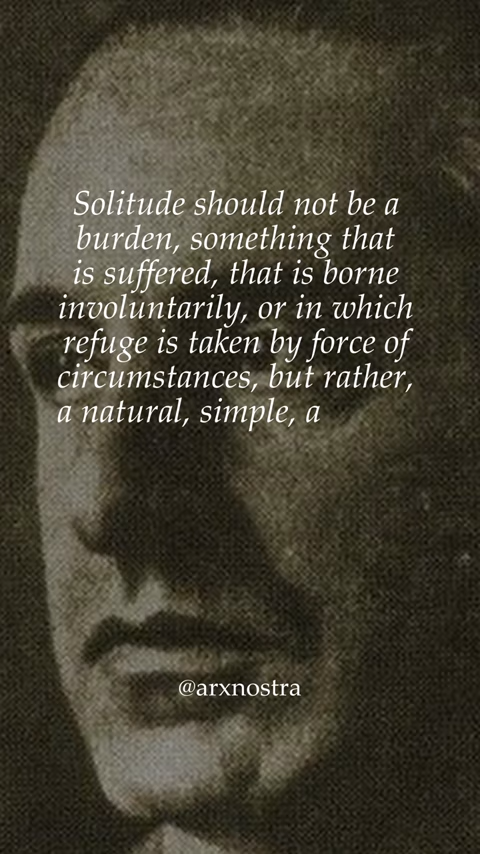 Solitude should not be a
burden, something that
is suffered, that is borne
involuntarily, or in which
refuge is taken by force of
circumstances, but rather,
a natural, simple, a
@arxnostra